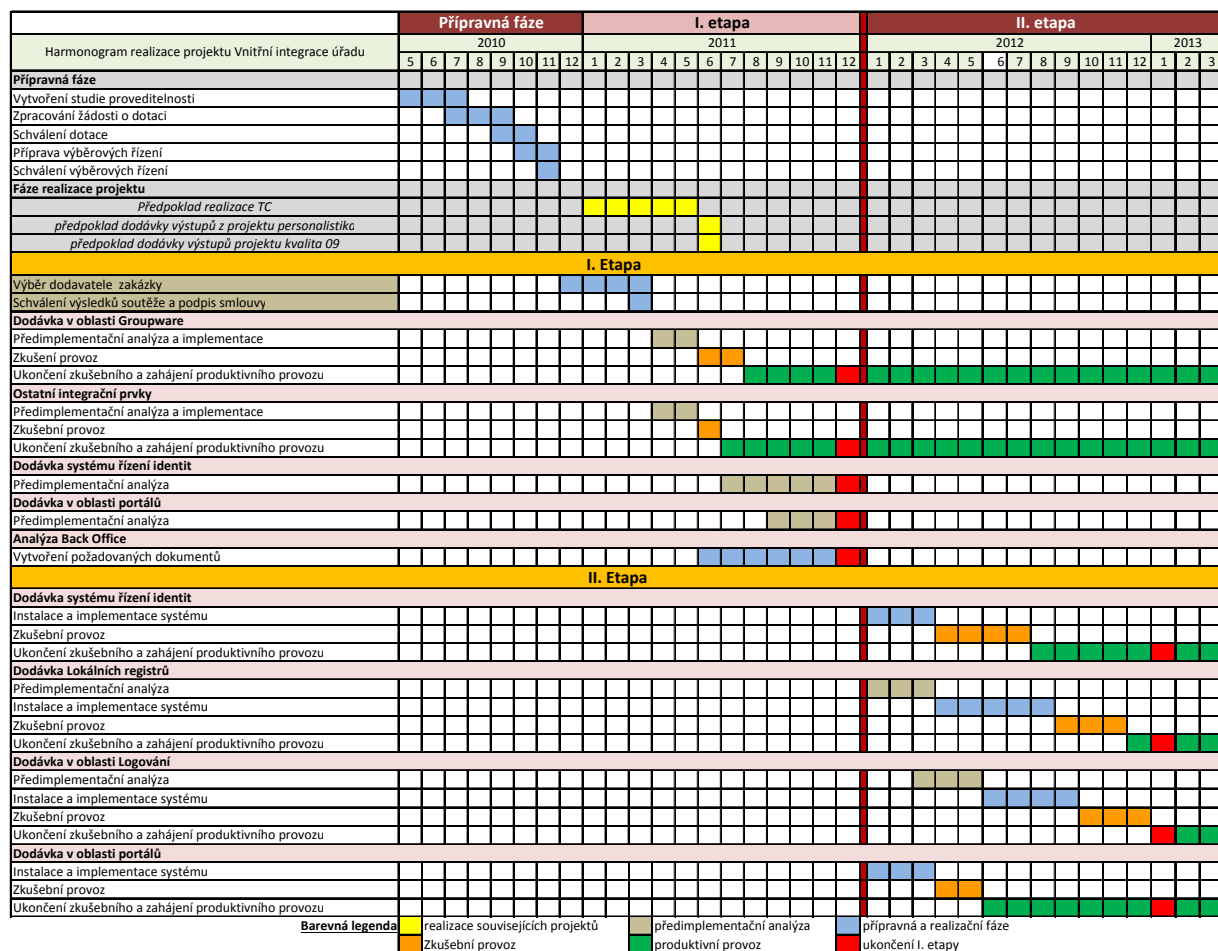 Přípravná fáze I. etapa II. etapa
Harmonogram realizace projektu Vnitřní integrace úřadu 2010 2011 2012 2013
5 6 7 8 9 10 11 12 1 2 3 4 5 6 7 8 9 10 11 12 1 2 3 4 5 6 7 8 9 10 11 12 1 2 3
Přípravná fáze
Vytvoření studie proveditelnosti
Zpracování žádosti o dotaci
Schválení dotace
Příprava výběrových řízení
Schválení výběrových řízení
Fáze realizace projektu
Předpoklad realizace TC
předpoklad dodávky výstupů z projektu personalistika
předpoklad dodávky výstupů projektu kvalita 09
I. Etapa
Výběr dodavatele zakázky
Schválení výsledků soutěže a podpis smlouvy
Dodávka v oblasti Groupware
Předimplementační analýza a implementace
Zkušení provoz
Ukončení zkušebního a zahájení produktivního provozu
Ostatní integrační prvky
Předimplementační analýza a implementace
Zkušební provoz
Ukončení zkušebního a zahájení produktivního provozu
Dodávka systému řízení identit
Předimplementační analýza
Dodávka v oblasti portálů
Předimplementační analýza
Analýza Back Office
Vytvoření požadovaných dokumentů
II. Etapa
Dodávka systému řízení identit
Instalace a implementace systému
Zkušební provoz
Ukončení zkušebního a zahájení produktivního provozu
Dodávka Lokálních registrů
Předimplementační analýza
Instalace a implementace systému
Zkušební provoz
Ukončení zkušebního a zahájení produktivního provozu
Dodávka v oblasti Logování
Předimplementační analýza
Instalace a implementace systému
Zkušební provoz
Ukončení zkušebního a zahájení produktivního provozu
Dodávka v oblasti portálů
Instalace a implementace systému
Zkušební provoz
Ukončení zkušebního a zahájení produktivního provozu
Barevná legenda realizace souvisejících projektů předimplementační analýza přípravná a realizační fáze
Zkušební provoz produktivní provoz ukončení I. etapy